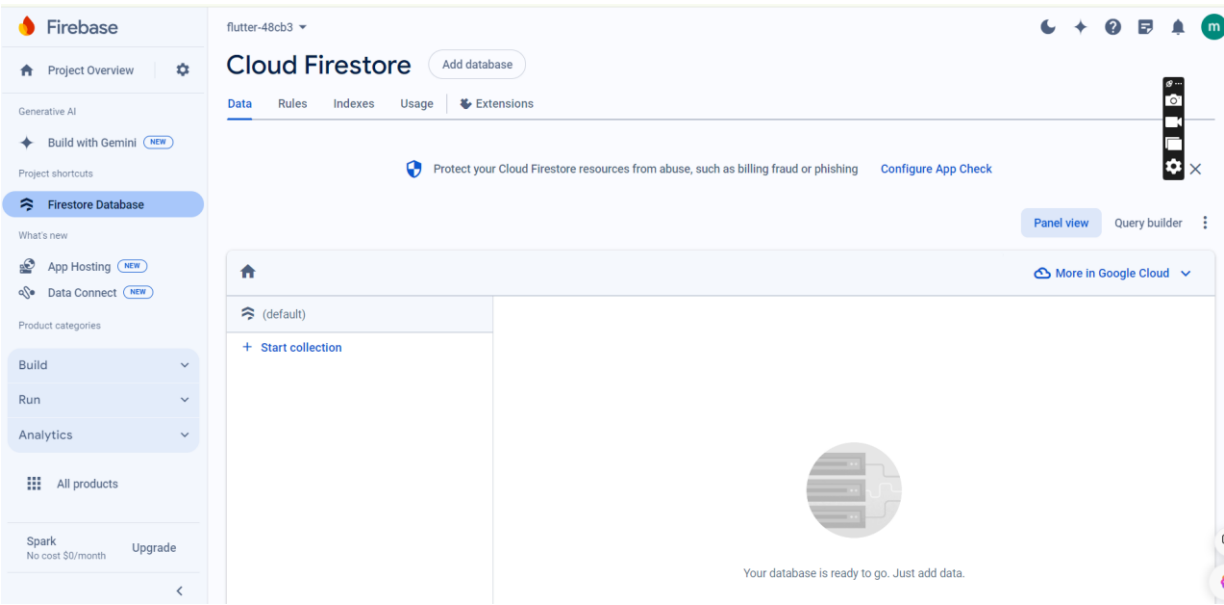 Firebase
flutter-48cb3
m
Project Overview
Cloud Firestore
Add database
Generative AI
Build with Gemini NEW
Project shortcuts
Firestore Database
What's new
App Hosting NEW
Data Connect NEW
Product categories
Build
Run
Analytics
All products
Spark
No cost $0/month
Upgrade
Data Rules Indexes Usage Extensions
Protect your Cloud Firestore resources from abuse, such as billing fraud or phishing Configure App Check
Panel view Query builder
More in Google Cloud
(default)
+ Start collection
Your database is ready to go. Just add data.